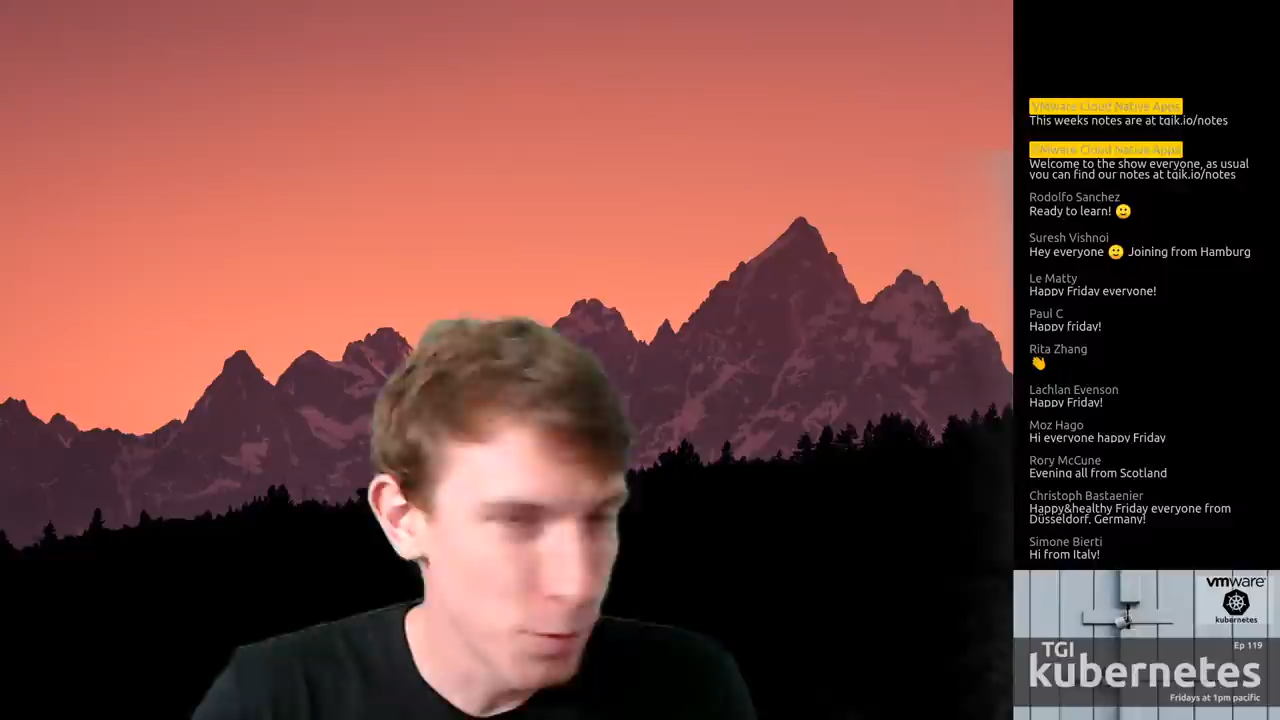 VMware Cloud Native Apps
This weeks notes are at tgik.io/notes
VMware Cloud Native Apps
Welcome to the show everyone, as usual
you can find our notes at tgik.io/notes
Rodolfo Sanchez
Ready to learn! 🙂
Suresh Vishnoi
Hey everyone 🙂 Joining from Hamburg
Le Matty
Happy Friday everyone!
Paul C
Happy friday!
Rita Zhang
👏
Lachlan Evenson
Happy Friday!
Moz Hago
Hi everyone happy Friday
Rory McCune
Evening all from Scotland
Christoph Bastaenier
Happy&healthy Friday everyone from
Düsseldorf, Germany!
Simone Bierti
Hi from Italy!
vmware
kubernetes
Ep 119
TGI
kubernetes
Fridays at 1pm pacific